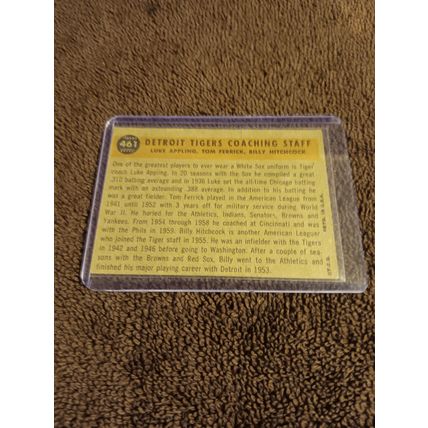 461
DETROIT TIGERS COACHING STAFF
LUKE APPLING, TOM FERRICK, BILLY HITCHCOCK
One of the greatest players to ever wear a White Sox uniform is Tiger
coach Luke Appling. In 20 seasons with the Sox he compiled a great
.310 batting average and in 1936 Luke set the all-time Chicago batting
mark with an astounding .388 average. In addition to his batting he
was a great fielder. Tom Ferrick played in the American League from
1941 until 1952 with 3 years off for military service during World
War II. He hurled for the Athletics, Indians, Senators, Browns and
Yankees. From 1954 through 1958 he coached at Cincinnati and was
with the Phils in 1959. Billy Hitchcock is another American Leaguer
who joined the Tiger staff in 1955. He was an infielder with the Tigers
in 1942 and 1946 before going to Washington. After a couple of sea-
sons with the Browns and Red Sox, Billy went to the Athletics and
finished his major playing career with Detroit in 1953.